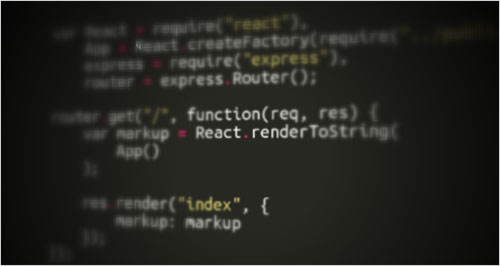 var React = require("react"),
App = React.createFactory(require("../public
express = require("express"),
router = express.Router();
router.get("/", function(req, res) {
var markup = React.renderToString(
App()
);
res.render("index", {
markup: markup
});
});